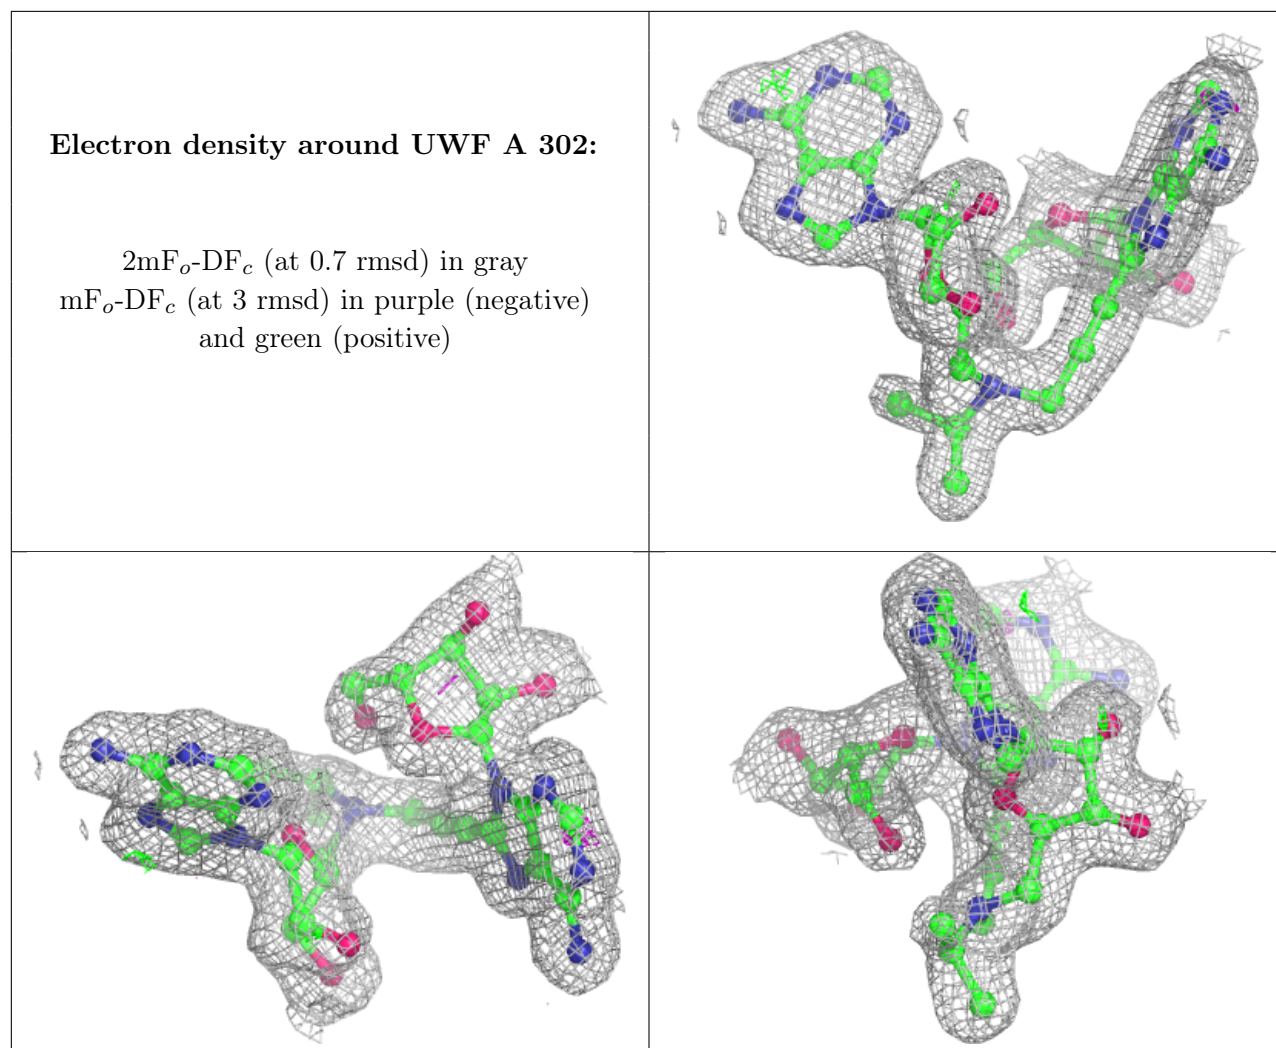 Electron density around UWF A 302:
2mFₒ-DF𝒸 (at 0.7 rmsd) in gray
mFₒ-DF𝒸 (at 3 rmsd) in purple (negative)
and green (positive)